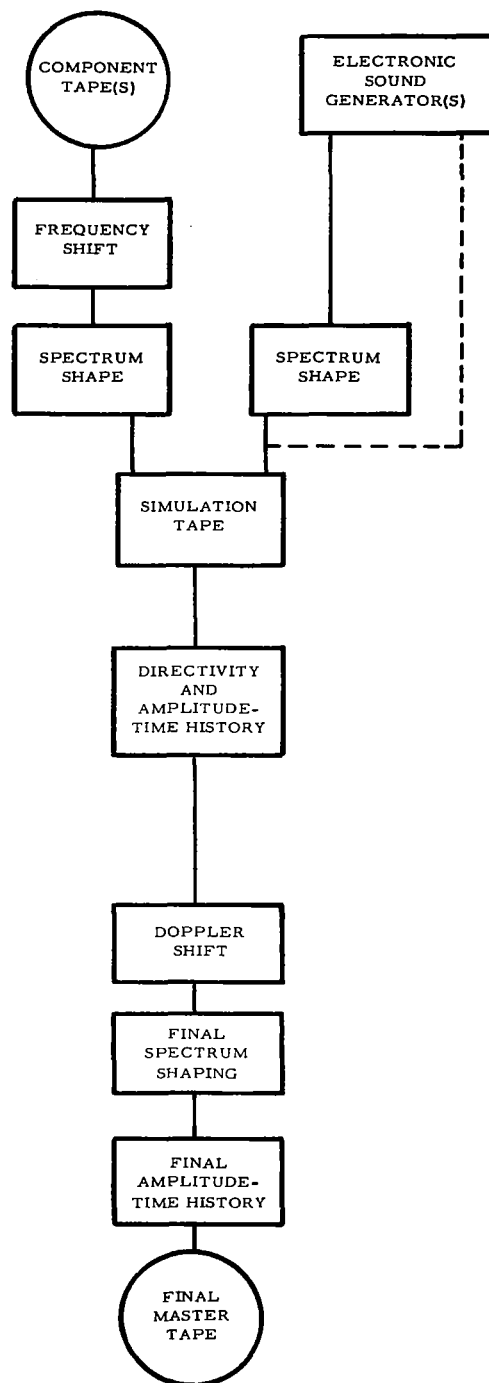 COMPONENT
TAPE(S)
ELECTRONIC
SOUND
GENERATOR(S)
FREQUENCY
SHIFT
SPECTRUM
SHAPE
SPECTRUM
SHAPE
SIMULATION
TAPE
DIRECTIVITY
AND
AMPLITUDE-
TIME HISTORY
DOPPLER
SHIFT
FINAL
SPECTRUM
SHAPING
FINAL
AMPLITUDE-
TIME HISTORY
FINAL
MASTER
TAPE